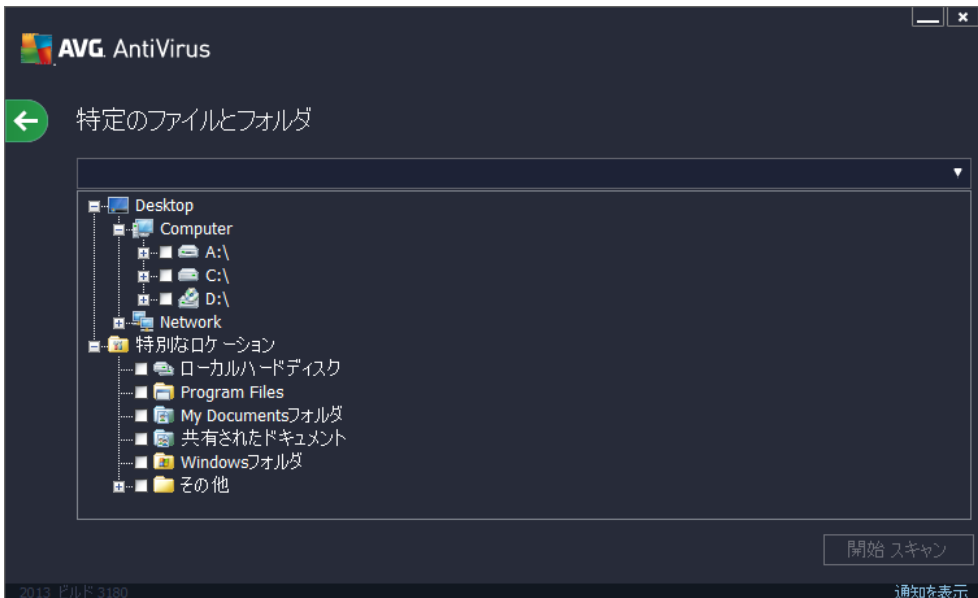 AVG. AntiVirus
特定のファイルとフォルダ
Desktop
Computer
A:\
C:\
D:\
Network
特別なロケーション
ローカルハードディスク
Program Files
My Documentsフォルダ
共有されたドキュメント
Windowsフォルダ
その他
開始 スキャン
2013 ビルド 3180
通知を表示